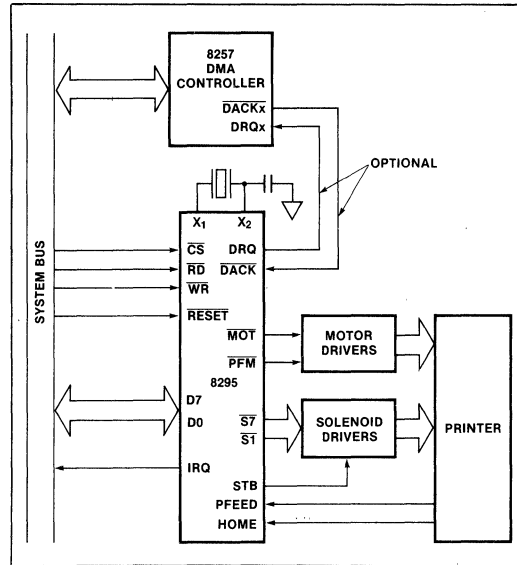 8257
DMA
CONTROLLER
DACKx
DRQx
OPTIONAL
X1
X2
SYSTEM BUS
CS
DRQ
RD
DACK
WR
RESET
MOT
MOTOR
DRIVERS
PFM
8295
D7
D0
S7
S1
SOLENOID
DRIVERS
PRINTER
IRQ
STB
PFEED
HOME